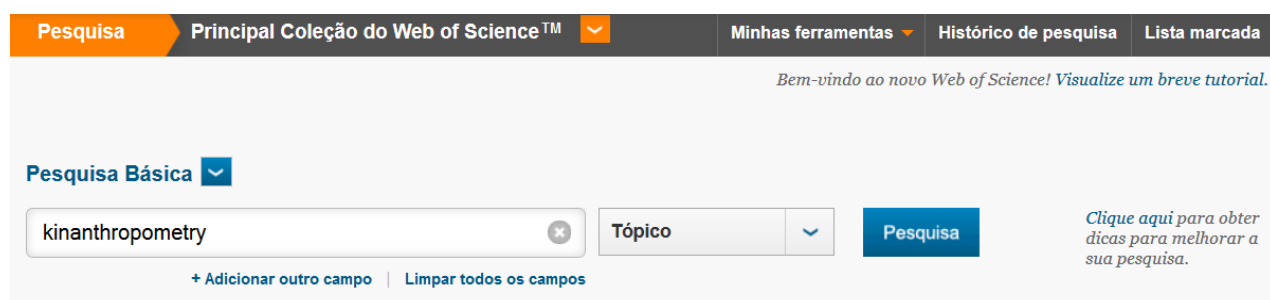 Pesquisa Principal Coleção do Web of Science™ Minhas ferramentas Histórico de pesquisa Lista marcada
Bem-vindo ao novo Web of Science! Visualize um breve tutorial.
Pesquisa Básica
kinanthropometry Tópico Pesquisa
Clique aqui para obter
dicas para melhorar a
sua pesquisa.
+ Adicionar outro campo | Limpar todos os campos